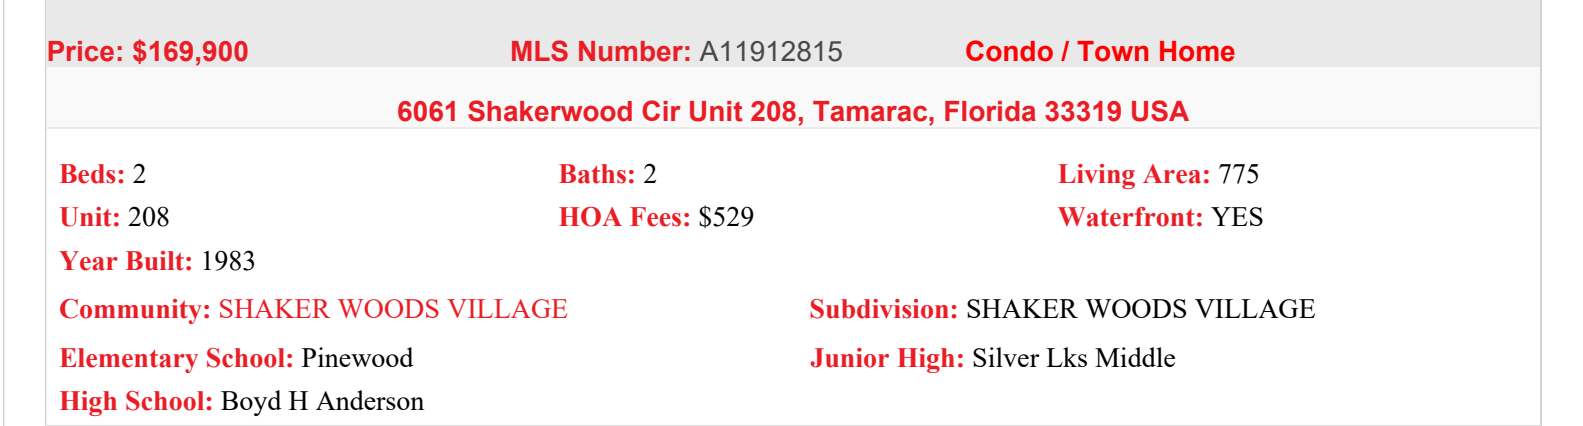 Price: $169,900 MLS Number: A11912815 Condo / Town Home
6061 Shakerwood Cir Unit 208, Tamarac, Florida 33319 USA
Beds: 2 Baths: 2 Living Area: 775
Unit: 208 HOA Fees: $529 Waterfront: YES
Year Built: 1983
Community: SHAKER WOODS VILLAGE Subdivision: SHAKER WOODS VILLAGE
Elementary School: Pinewood Junior High: Silver Lks Middle
High School: Boyd H Anderson